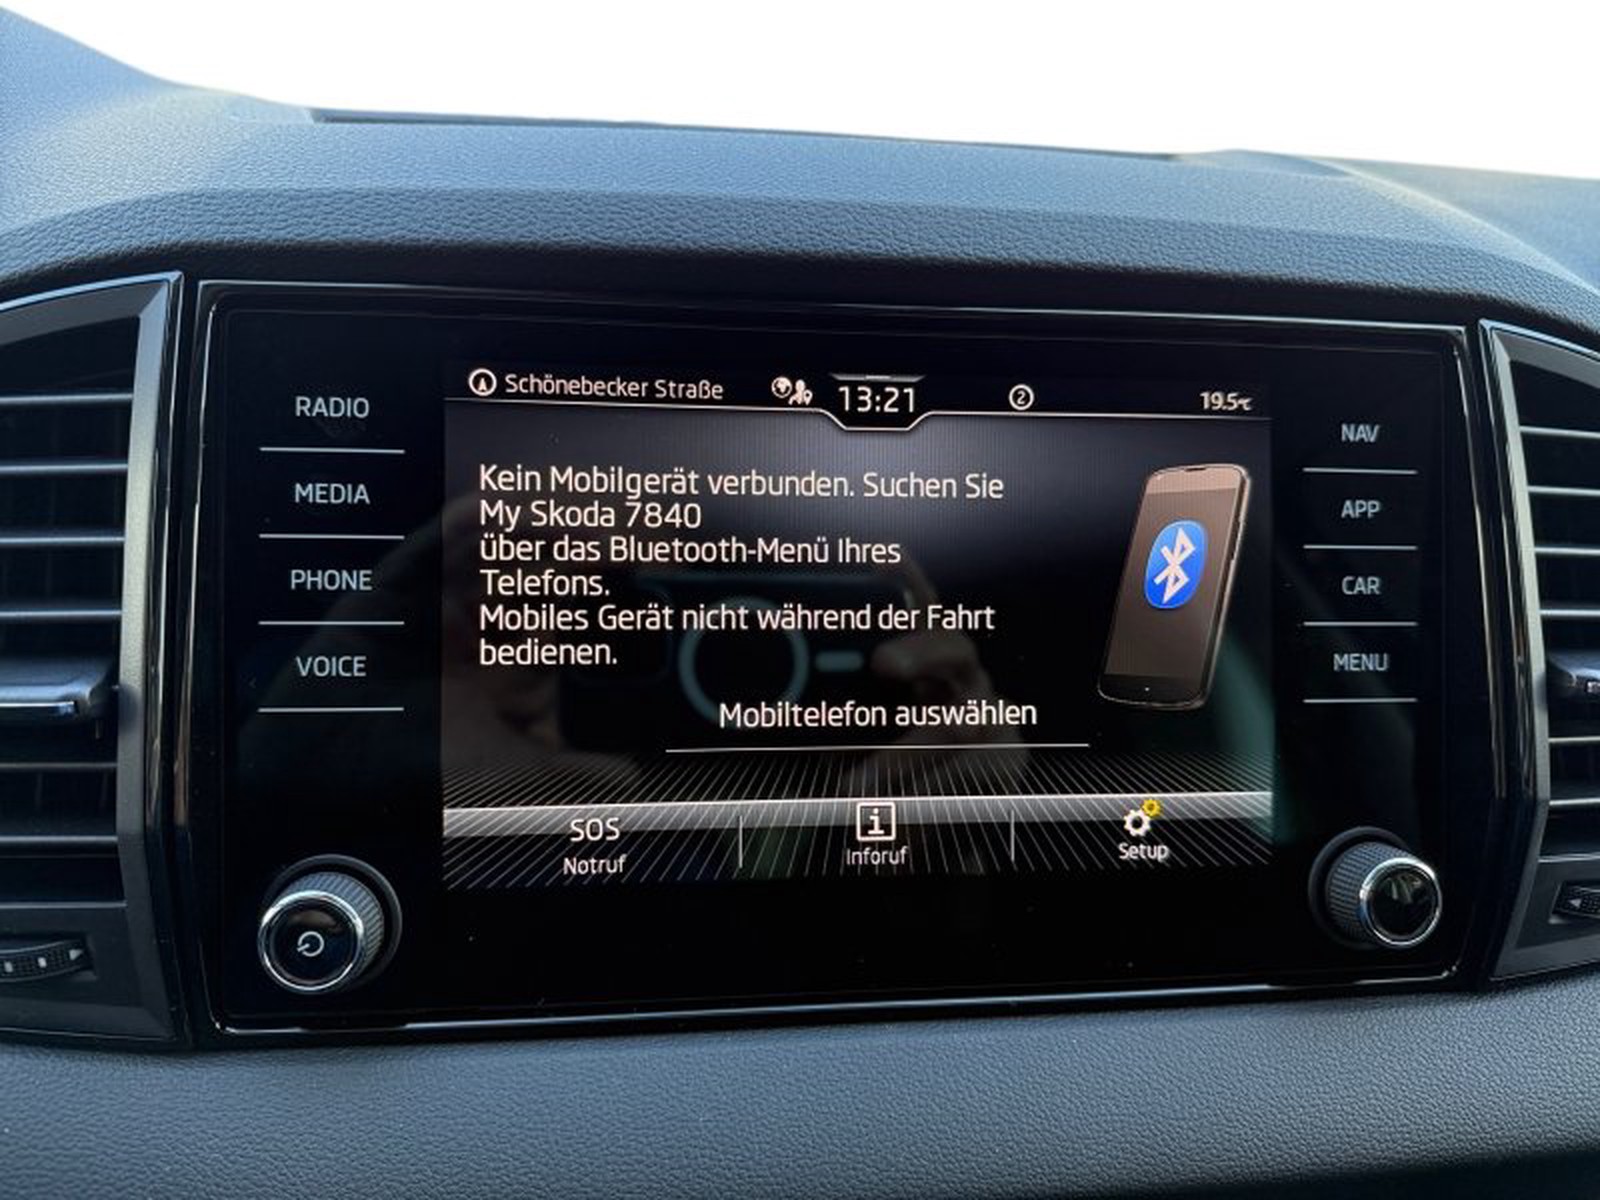 Schönebecker Straße 13:21 2 19.5°C
RADIO
MEDIA
PHONE
VOICE
Kein Mobilgerät verbunden. Suchen Sie
My Skoda 7840
über das Bluetooth-Menü Ihres
Telefons.
Mobiles Gerät nicht während der Fahrt
bedienen.
Mobiltelefon auswählen
SOS
Notruf
i
Inforuf
Setup
NAV
APP
CAR
MENU